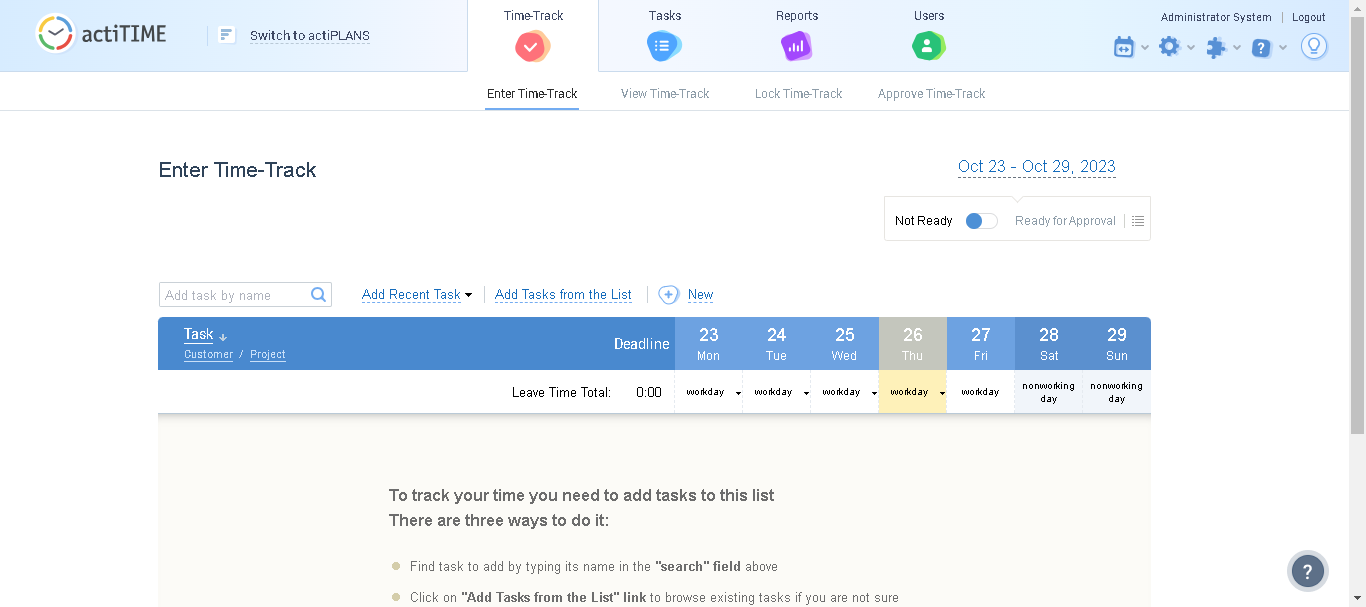 actiTIME
Switch to actiPLANS
Time-Track
Tasks
Reports
Users
Administrator System
Logout
Enter Time-Track
View Time-Track
Lock Time-Track
Approve Time-Track
Enter Time-Track
Oct 23 - Oct 29, 2023
Not Ready
Ready for Approval
Add task by name
Add Recent Task
Add Tasks from the List
New
Task ↓
Customer / Project
Deadline
23 Mon
24 Tue
25 Wed
26 Thu
27 Fri
28 Sat
29 Sun
Leave Time Total: 0:00
workday
workday
workday
workday
workday
nonworking day
nonworking day
To track your time you need to add tasks to this list
There are three ways to do it:
Find task to add by typing its name in the "search" field above
Click on "Add Tasks from the List" link to browse existing tasks if you are not sure
?